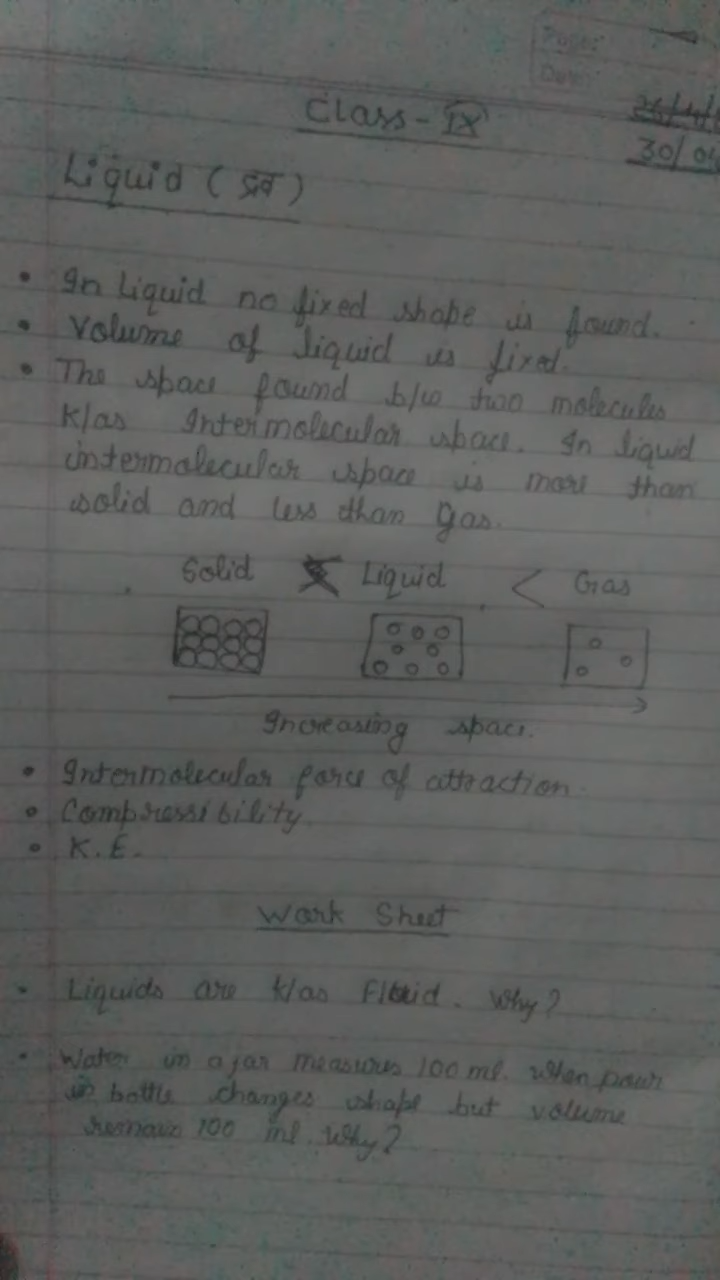 Page:
Date:
30/04
Class - IX
Liquid ( द्रव )
• In Liquid no fixed shape is found.
• Volume of liquid is fixed.
• The space found b/w two molecules
k/as Intermolecular space. In liquid
intermolecular space is more than
solid and less than gas.
Solid Liquid < Gas
Increasing space.
• Intermolecular force of attraction
• Compressibility
• K.E.
Work Sheet
• Liquids are k/as Fluid. Why?
• Water in a jar measures 100 ml. when pour
in bottle changes shape but volume
remain 100 ml. Why?